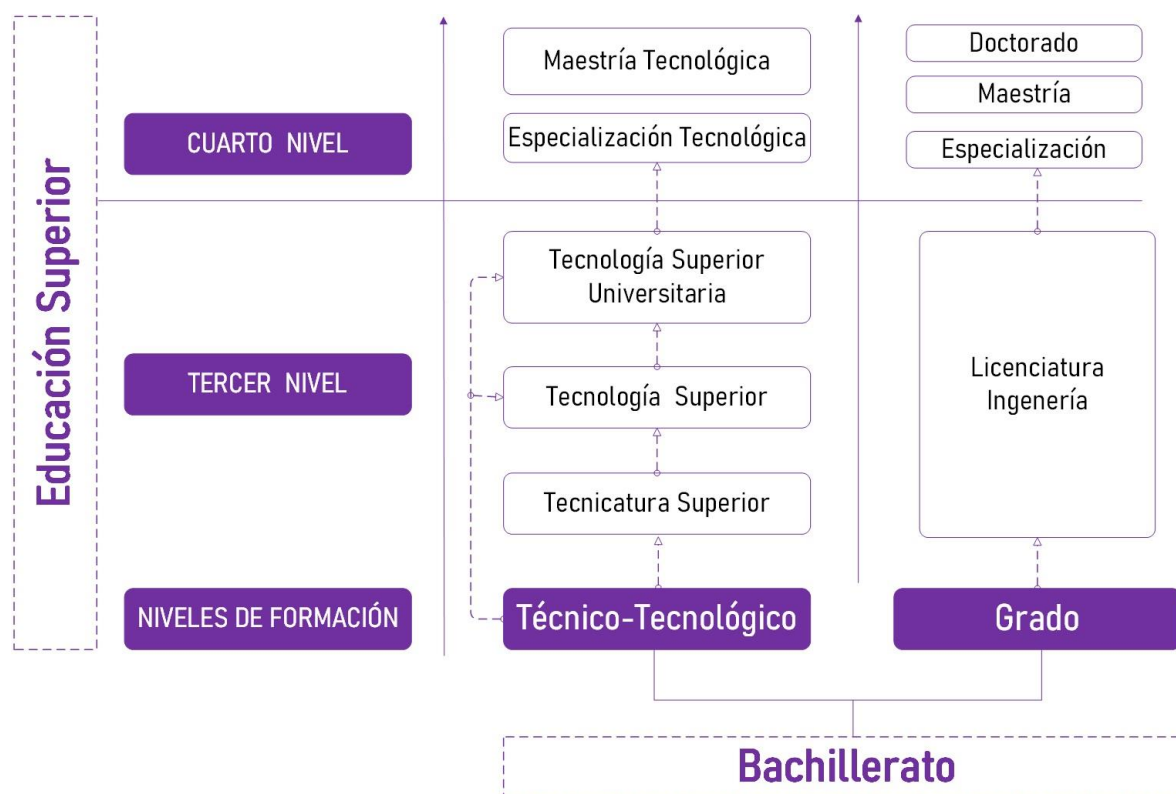 Educación Superior
CUARTO NIVEL
TERCER NIVEL
NIVELES DE FORMACIÓN
Maestría Tecnológica
Especialización Tecnológica
Tecnología Superior
Universitaria
Tecnología Superior
Tecnicatura Superior
Técnico-Tecnológico
Doctorado
Maestría
Especialización
Licenciatura
Ingenería
Grado
Bachillerato